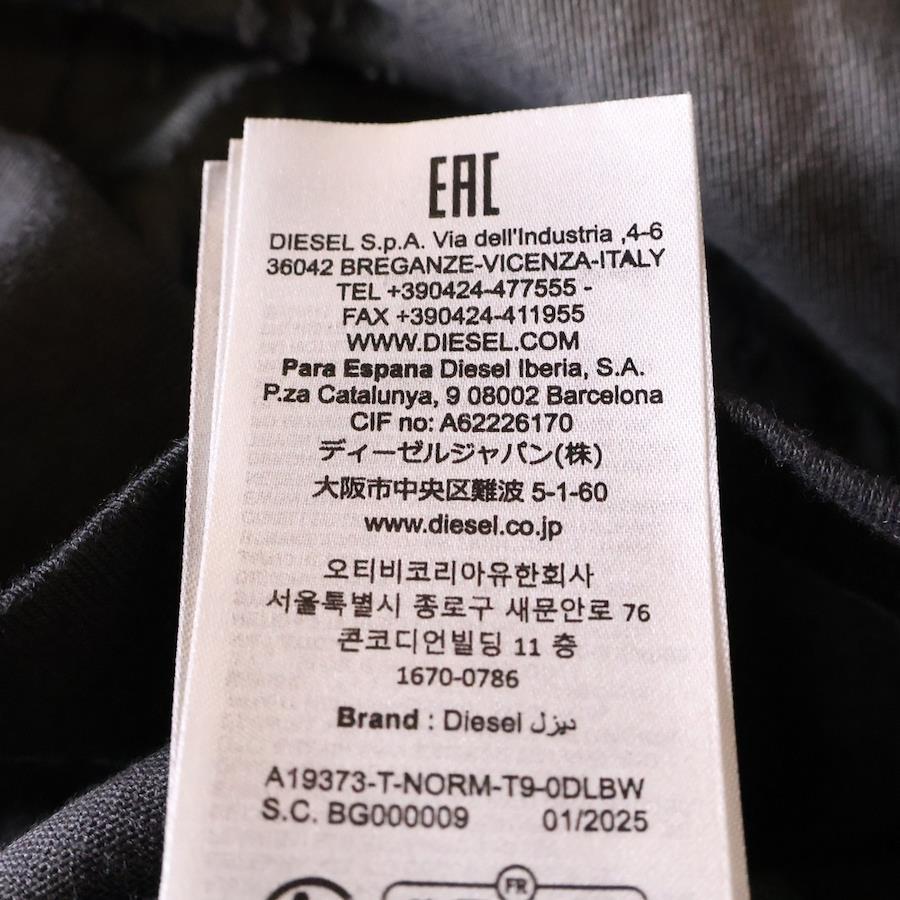 EAC
DIESEL S.p.A. Via dell'Industria ,4-6
36042 BREGANZE-VICENZA-ITALY
TEL +390424-477555 -
FAX +390424-411955
WWW.DIESEL.COM
Para Espana Diesel Iberia, S.A.
P.za Catalunya, 9 08002 Barcelona
CIF no: A62226170
ディーゼルジャパン(株)
大阪市中央区難波 5-1-60
www.diesel.co.jp
오티비코리아유한회사
서울특별시 종로구 새문안로 76
콘코디언빌딩 11 층
1670-0786
Brand : Diesel ديزل
A19373-T-NORM-T9-0DLBW
S.C. BG000009 01/2025
FR